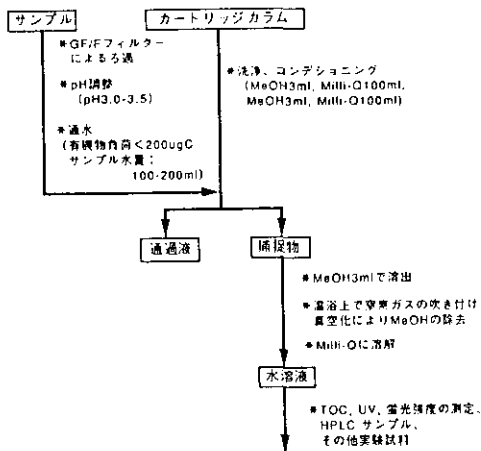 サンプル
カートリッジカラム
*GF/Fフィルター
によるろ過
*pH調整
(pH3.0-3.5)
*通水
(有機物負荷<200ugC
サンプル水量:
100-200ml)
*洗浄、コンデショニング
(MeOH3ml, Milli-Q100ml,
MeOH3ml, Milli-Q100ml)
通過液
捕捉物
*MeOH3mlで溶出
*温浴上で窒素ガスの吹き付け
真空化によりMeOHの除去
*Milli-Qに溶解
水溶液
*TOC, UV, 蛍光強度の測定、
HPLC サンプル、
その他実験試料